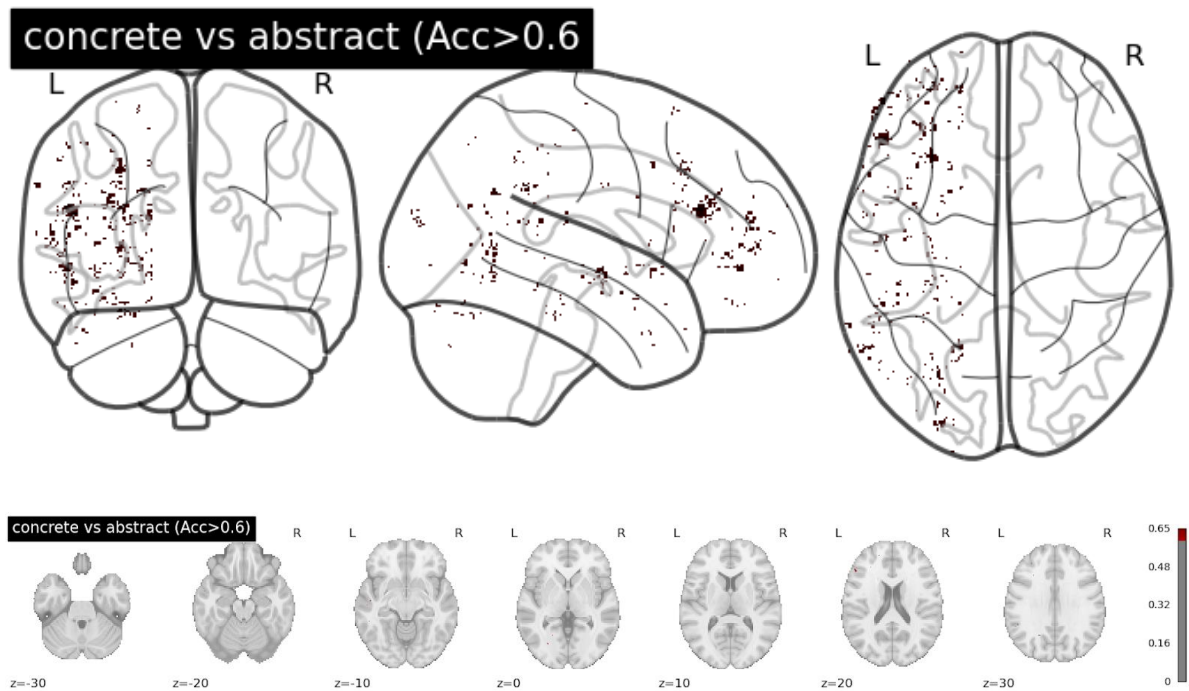 concrete vs abstract (Acc>0.6
L R L R
concrete vs abstract (Acc>0.6)
R L R L R L R L R L R
0.65
0.48
0.32
0.16
0
z=-30 z=-20 z=-10 z=0 z=10 z=20 z=30